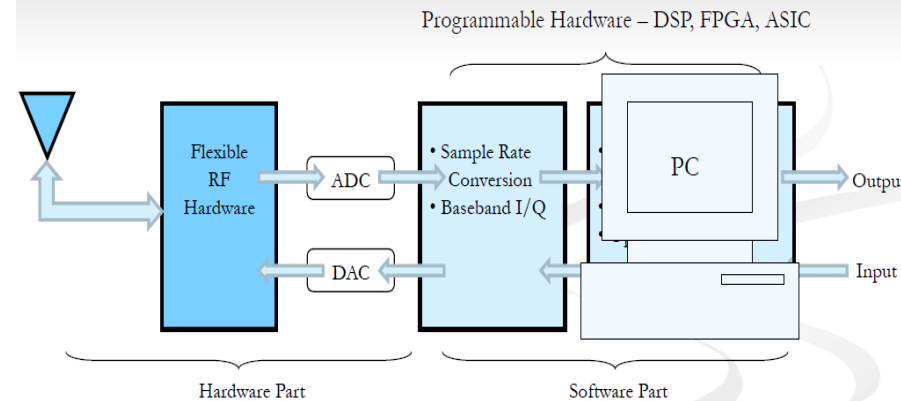 Programmable Hardware – DSP, FPGA, ASIC
Flexible
RF
Hardware
ADC
DAC
• Sample Rate
Conversion
• Baseband I/Q
PC
Output
Input
Hardware Part
Software Part